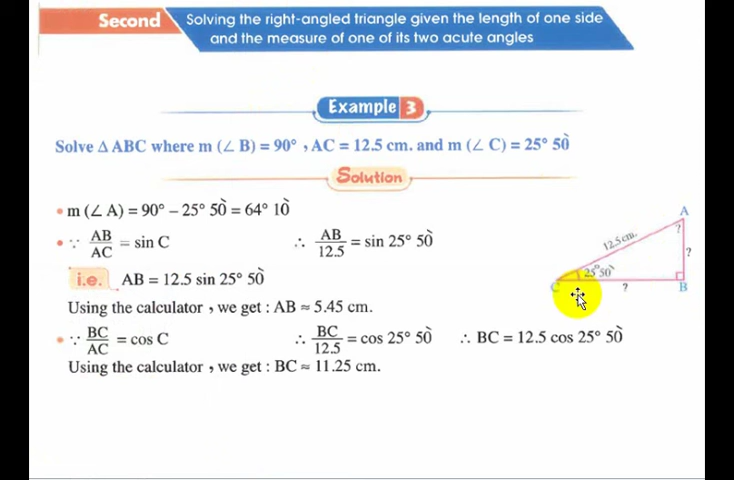 Second
Solving the right-angled triangle given the length of one side
and the measure of one of its two acute angles
Example 3
Solve Δ ABC where m (∠ B) = 90° , AC = 12.5 cm. and m (∠ C) = 25° 50̀
Solution
• m (∠ A) = 90° − 25° 50̀ = 64° 10̀
• ∵ AB/AC = sin C ∴ AB/12.5 = sin 25° 50̀
i.e. AB = 12.5 sin 25° 50̀
Using the calculator , we get : AB ≈ 5.45 cm.
• ∵ BC/AC = cos C ∴ BC/12.5 = cos 25° 50̀ ∴ BC = 12.5 cos 25° 50̀
Using the calculator , we get : BC ≈ 11.25 cm.
A
?
12.5 cm.
?
25° 50̀
C
?
B